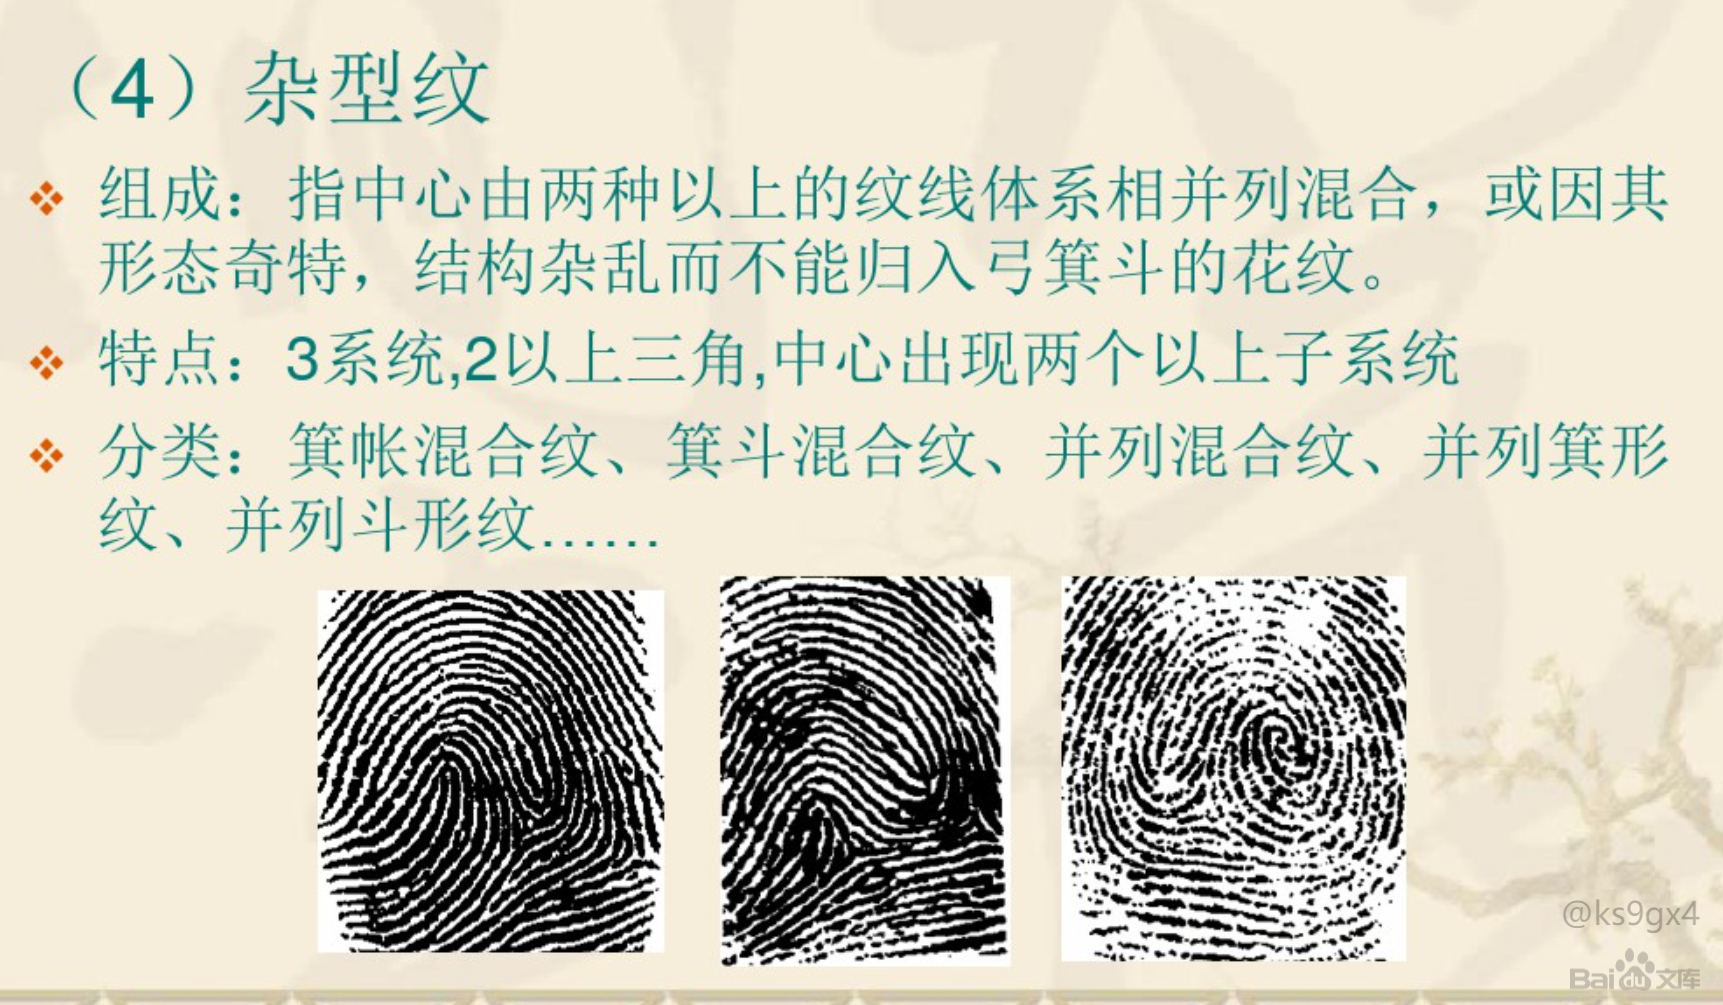 （4）杂型纹
组成：指中心由两种以上的纹线体系相并列混合，或因其
形态奇特，结构杂乱而不能归入弓箕斗的花纹。
特点：3系统,2以上三角,中心出现两个以上子系统
分类：箕帐混合纹、箕斗混合纹、并列混合纹、并列箕形
纹、并列斗形纹……
@ks9gx4
Bai du 文库